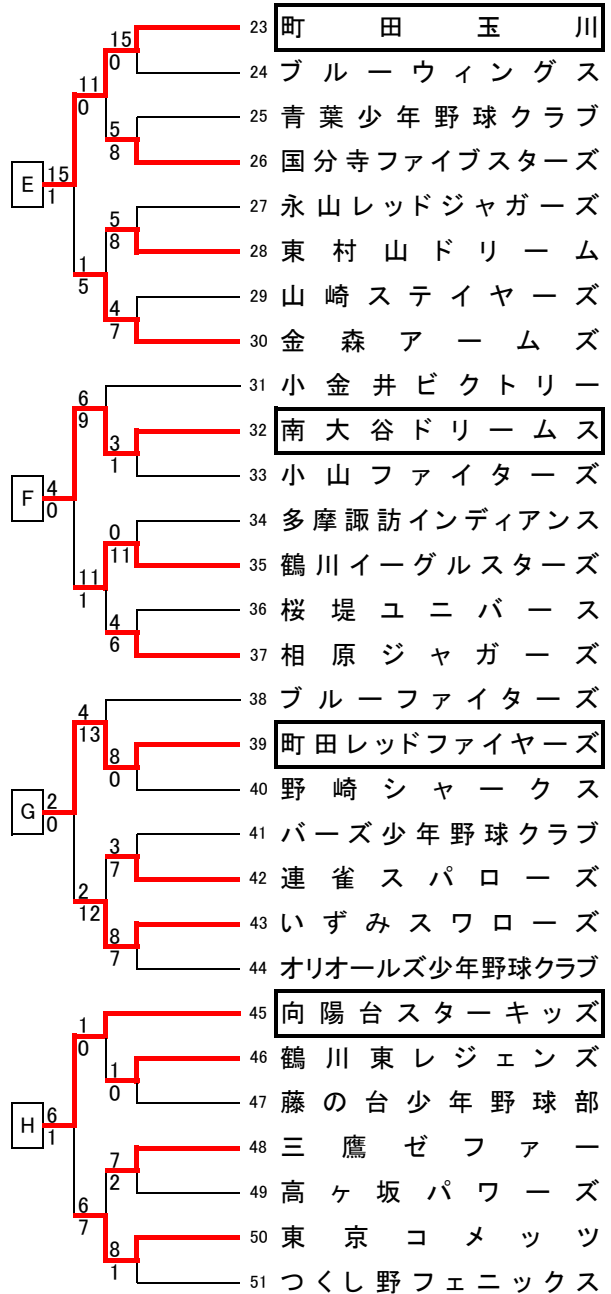 15 23 町田玉川
0 24 ブルーウィングス
11
0
5 25 青葉少年野球クラブ
8 26 国分寺ファイブスターズ
E 15
1
5 27 永山レッドジャガーズ
8 28 東村山ドリーム
1
5
4 29 山崎ステイヤーズ
7 30 金森アームズ
6 31 小金井ビクトリー
9
3 32 南大谷ドリームス
1 33 小山ファイターズ
F 4
0
0 34 多摩諏訪インディアンス
11 35 鶴川イーグルスターズ
11
1
4 36 桜堤ユニバース
6 37 相原ジャガーズ
4 38 ブルーファイターズ
13
8 39 町田レッドファイヤーズ
0 40 野崎シャークス
G 2
0
3 41 バーズ少年野球クラブ
7 42 連雀スパローズ
2
12
8 43 いずみスワローズ
7 44 オリオールズ少年野球クラブ
1 45 向陽台スターキッズ
0
1 46 鶴川東レジェンズ
0 47 藤の台少年野球部
H 6
1
7 48 三鷹ゼファー
2 49 高ヶ坂パワーズ
6
7
8 50 東京コメッツ
1 51 つくし野フェニックス